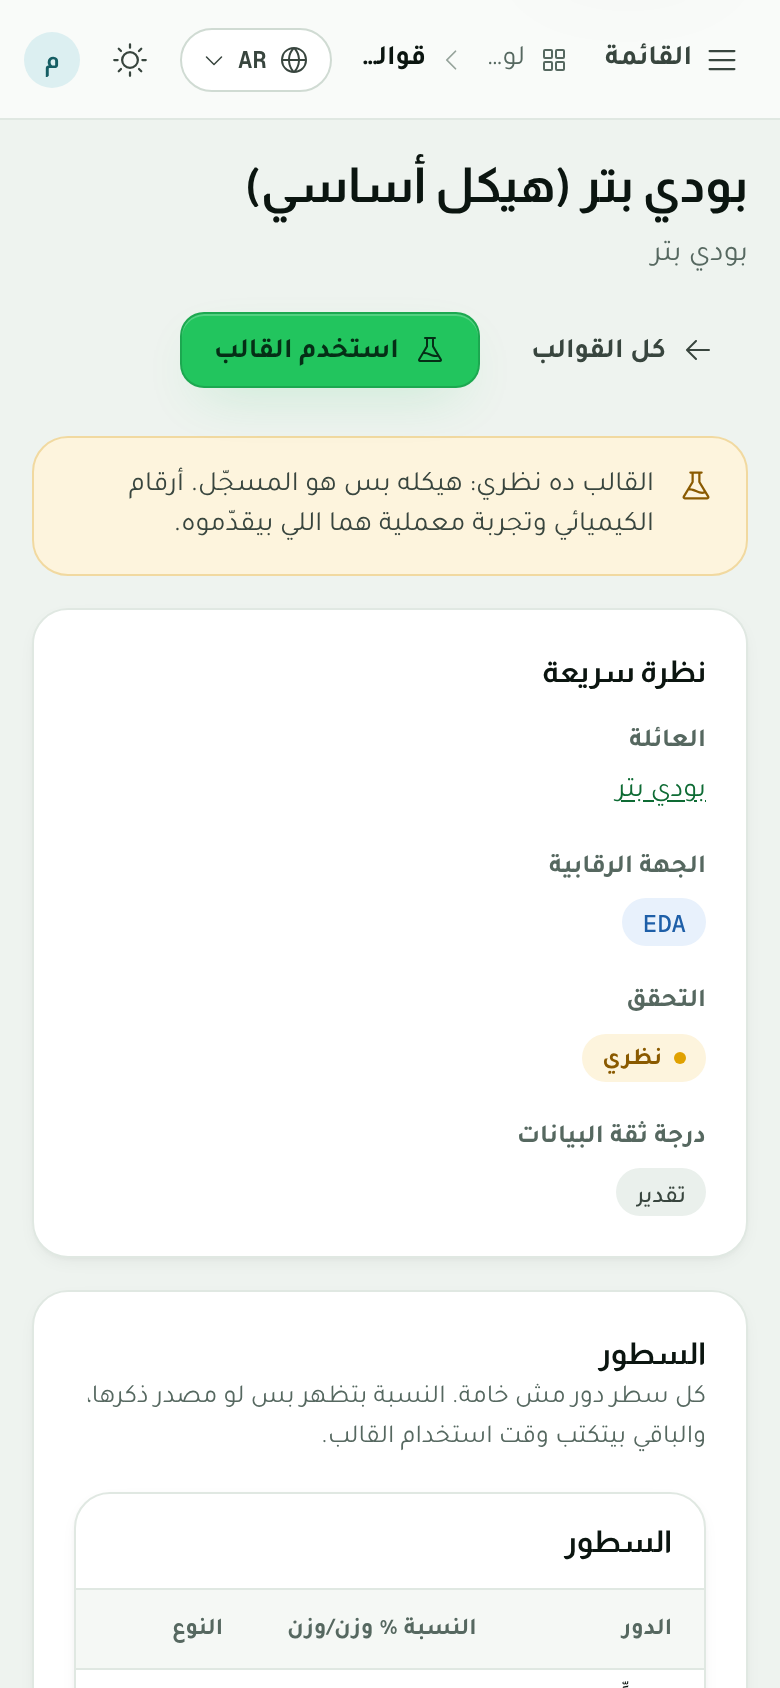 القائمة
لو...
قوالـ...
AR
م
بودي بتر (هيكل أساسي)
بودي بتر
كل القوالب
استخدم القالب
القالب ده نظري: هيكله بس هو المسجّل. أرقام
الكيميائي وتجربة معملية هما اللي بيقدّموه.
نظرة سريعة
العائلة
بودي بتر
الجهة الرقابية
EDA
التحقق
نظري
درجة ثقة البيانات
تقدير
السطور
كل سطر دور مش خامة. النسبة بتظهر بس لو مصدر ذكرها،
والباقي بيتكتب وقت استخدام القالب.
السطور
الدور
النسبة % وزن/وزن
النوع